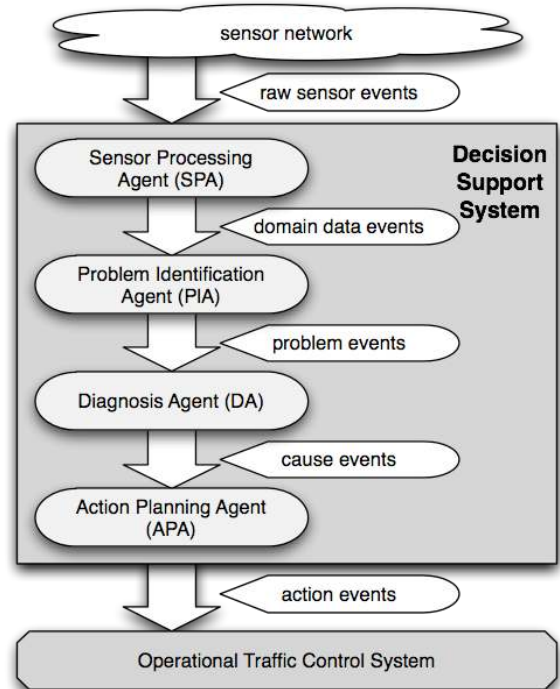 sensor network
raw sensor events
Decision
Support
System
Sensor Processing
Agent (SPA)
domain data events
Problem Identification
Agent (PIA)
problem events
Diagnosis Agent (DA)
cause events
Action Planning Agent
(APA)
action events
Operational Traffic Control System